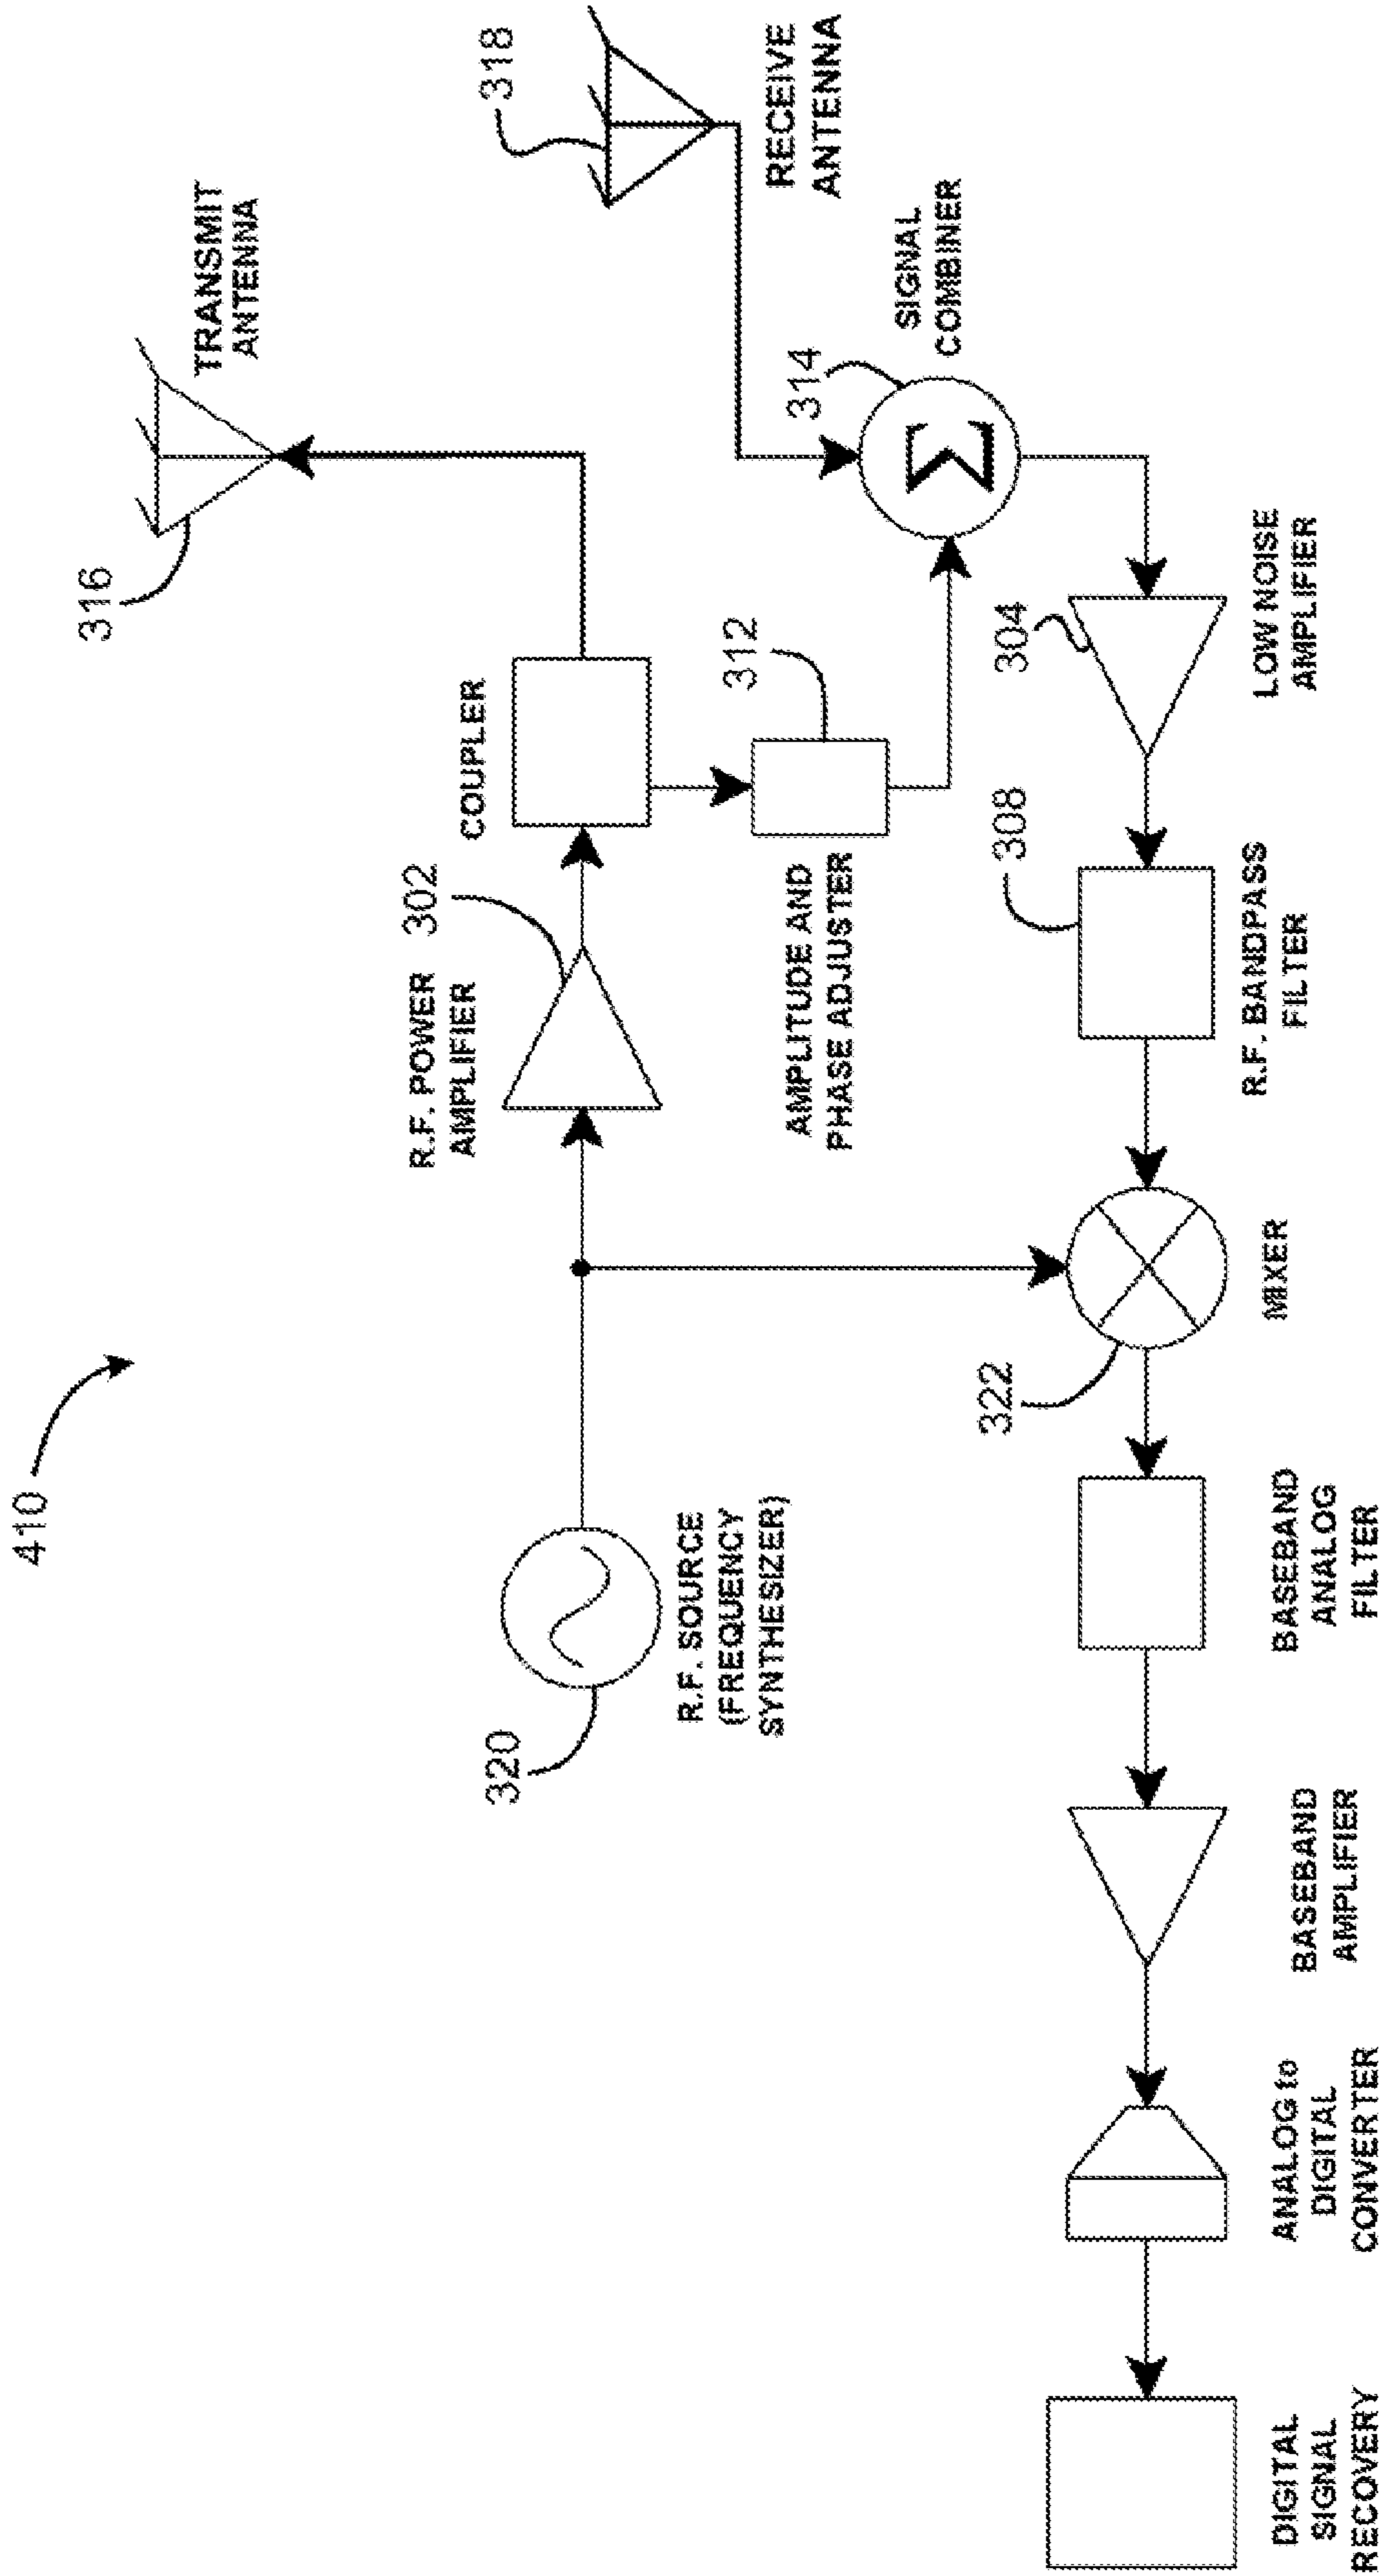 410
316
TRANSMIT
ANTENNA
318
RECEIVE
ANTENNA
R.F. POWER
AMPLIFIER
302
COUPLER
320
R.F. SOURCE
(FREQUENCY
SYNTHESIZER)
AMPLITUDE AND
PHASE ADJUSTER
312
314
SIGNAL
COMBINER
Σ
322
308
304
DIGITAL
SIGNAL
RECOVERY
ANALOG to
DIGITAL
CONVERTER
BASEBAND
AMPLIFIER
BASEBAND
ANALOG
FILTER
MIXER
R.F. BANDPASS
FILTER
LOW NOISE
AMPLIFIER